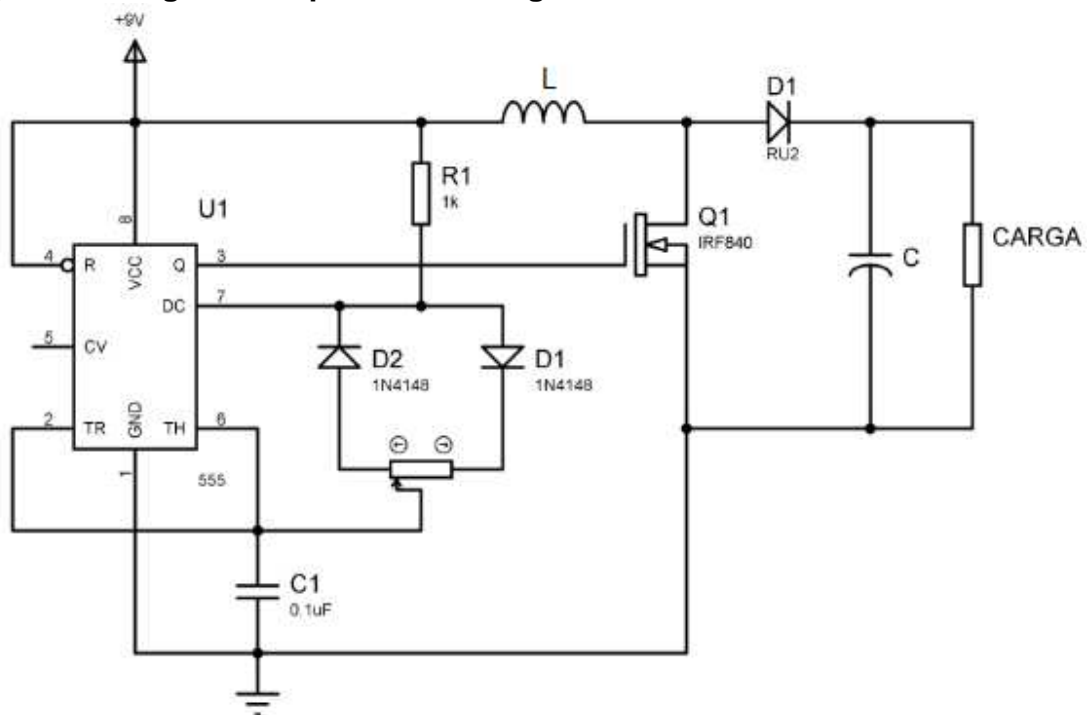 +9V
L
D1
RU2
R1
1k
U1
Q1
IRF840
CARGA
C
8
4
R
VCC
Q
3
DC
7
5
CV
D2
1N4148
D1
1N4148
2
TR
GND
TH
6
1
555
C1
0.1uF